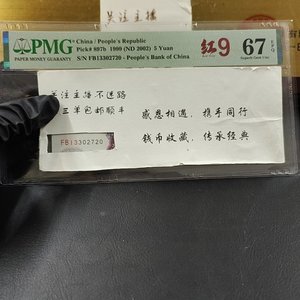 关注主播
PMG
PAPER MONEY GUARANTY
China / People's Republic
Pick# 897b 1999 (ND 2002) 5 Yuan
S/N FB13302720 - People's Bank of China
红9
67 EPQ
Superb Gem Unc
关注主播不迷路
三单包邮顺丰
感恩相遇，携手同行
钱币收藏，传承经典
FB13302720